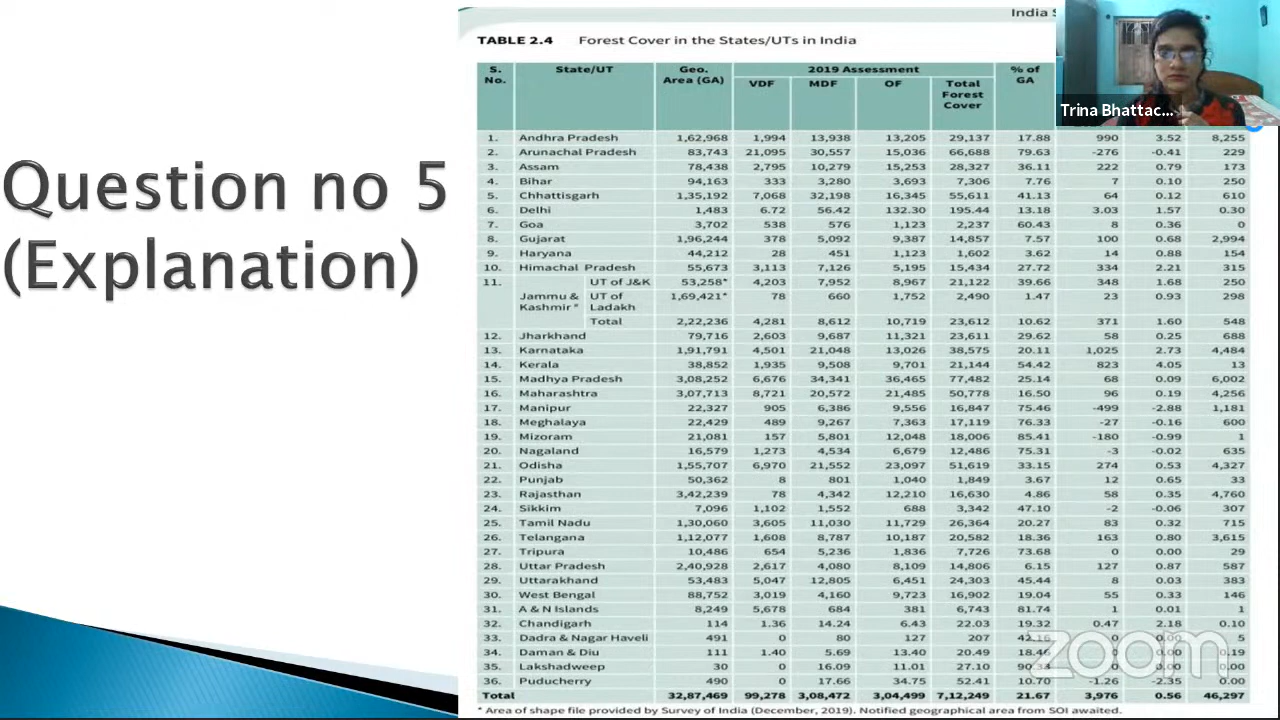 Question no 5
(Explanation)
India S
TABLE 2.4 Forest Cover in the States/UTs in India
S. No. State/UT Geo. Area (GA) 2019 Assessment % of GA
VDF MDF OF Total Forest Cover
1. Andhra Pradesh 1,62,968 1,994 13,938 13,205 29,137 17.88 990 3.52 8,255
2. Arunachal Pradesh 83,743 21,095 30,557 15,036 66,688 79.63 -276 -0.41 229
3. Assam 78,438 2,795 10,279 15,253 28,327 36.11 222 0.79 173
4. Bihar 94,163 333 3,280 3,693 7,306 7.76 7 0.10 250
5. Chhattisgarh 1,35,192 7,068 32,198 16,345 55,611 41.13 64 0.12 610
6. Delhi 1,483 6.72 56.42 132.30 195.44 13.18 3.03 1.57 0.30
7. Goa 3,702 538 576 1,123 2,237 60.43 8 0.36 0
8. Gujarat 1,96,244 378 5,092 9,387 14,857 7.57 100 0.68 2,994
9. Haryana 44,212 28 451 1,123 1,602 3.62 14 0.88 154
10. Himachal Pradesh 55,673 3,113 7,126 5,195 15,434 27.72 334 2.21 315
11. Jammu & Kashmir * UT of J&K 53,258* 4,203 7,952 8,967 21,122 39.66 348 1.68 250
UT of Ladakh 1,69,421* 78 660 1,752 2,490 1.47 23 0.93 298
Total 2,22,236 4,281 8,612 10,719 23,612 10.62 371 1.60 548
12. Jharkhand 79,716 2,603 9,687 11,321 23,611 29.62 58 0.25 688
13. Karnataka 1,91,791 4,501 21,048 13,026 38,575 20.11 1,025 2.73 4,484
14. Kerala 38,852 1,935 9,508 9,701 21,144 54.42 823 4.05 13
15. Madhya Pradesh 3,08,252 6,676 34,341 36,465 77,482 25.14 68 0.09 6,002
16. Maharashtra 3,07,713 8,721 20,572 21,485 50,778 16.50 96 0.19 4,256
17. Manipur 22,327 905 6,386 9,556 16,847 75.46 -499 -2.88 1,181
18. Meghalaya 22,429 489 9,267 7,363 17,119 76.33 -27 -0.16 600
19. Mizoram 21,081 157 5,801 12,048 18,006 85.41 -180 -0.99 1
20. Nagaland 16,579 1,273 4,534 6,679 12,486 75.31 -3 -0.02 635
21. Odisha 1,55,707 6,970 21,552 23,097 51,619 33.15 274 0.53 4,327
22. Punjab 50,362 8 801 1,040 1,849 3.67 12 0.65 33
23. Rajasthan 3,42,239 78 4,342 12,210 16,630 4.86 58 0.35 4,760
24. Sikkim 7,096 1,102 1,552 688 3,342 47.10 -2 -0.06 307
25. Tamil Nadu 1,30,060 3,605 11,030 11,729 26,364 20.27 83 0.32 715
26. Telangana 1,12,077 1,608 8,787 10,187 20,582 18.36 163 0.80 3,615
27. Tripura 10,486 654 5,236 1,836 7,726 73.68 0 0.00 29
28. Uttar Pradesh 2,40,928 2,617 4,080 8,109 14,806 6.15 127 0.87 587
29. Uttarakhand 53,483 5,047 12,805 6,451 24,303 45.44 8 0.03 383
30. West Bengal 88,752 3,019 4,160 9,723 16,902 19.04 55 0.33 146
31. A & N Islands 8,249 5,678 684 381 6,743 81.74 1 0.01 1
32. Chandigarh 114 1.36 14.24 6.43 22.03 19.32 0.47 2.18 0.10
33. Dadra & Nagar Haveli 491 0 80 127 207 42.16 0 0.00 5
34. Daman & Diu 111 1.40 5.69 13.40 20.49 18.46 0.00 0.19
35. Lakshadweep 30 0 16.09 11.01 27.10 90.33 0.00
36. Puducherry 490 0 17.66 34.75 52.41 10.70 -1.26 -2.35 0.00
Total 32,87,469 99,278 3,08,472 3,04,499 7,12,249 21.67 3,976 0.56 46,297
* Area of shape file provided by Survey of India (December, 2019). Notified geographical area from SOI awaited.
Trina Bhattac...
zoom